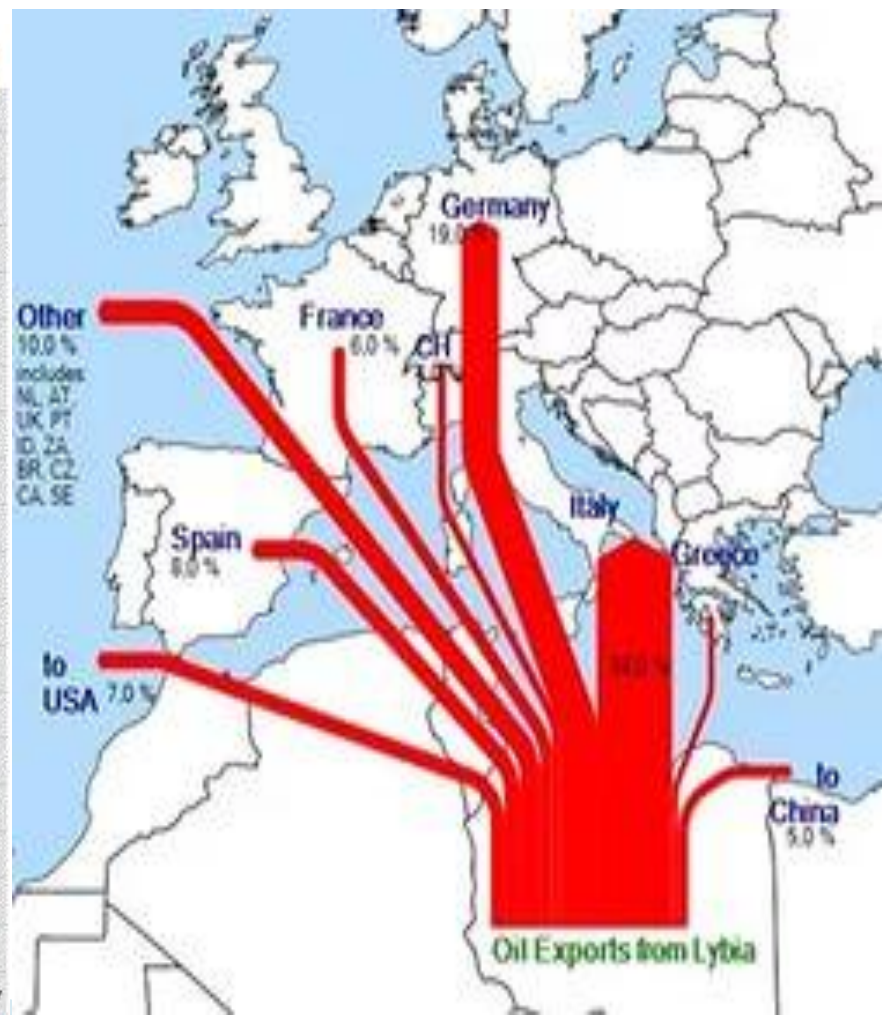 Germany
19,0
Other
10,0 %
includes
NL, AT,
UK, PT
ID, ZA,
BR, CZ,
CA, SE
France
6,0 %
CH
Italy
Spain
8,0 %
Greece
to
USA 7,0 %
to
China
5,0 %
Oil Exports from Lybia